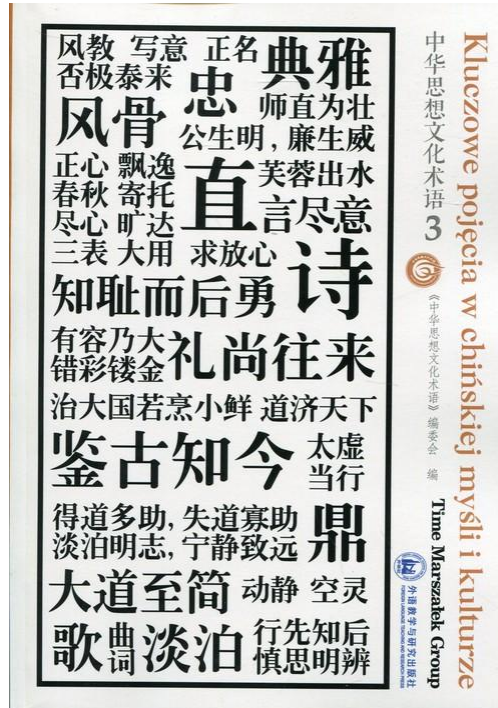 风教 写意 正名
否极泰来
忠
典雅
风骨
师直为壮
公生明，廉生威
正心 飘逸
春秋 寄托
尽心 旷达
三表 大用
直
芙蓉出水
言尽意
求放心
诗
知耻而后勇
有容乃大
错彩镂金
礼尚往来
治大国若烹小鲜 道济天下
鉴古知今
太虚
当行
得道多助，失道寡助
淡泊明志，宁静致远
鼎
大道至简 动静 空灵
歌
曲词
淡泊
行先知后
慎思明辨
Kluczowe pojęcia w chińskiej myśli i kulturze
中华思想文化术语 3
《中华思想文化术语》编委会 编
Time Marszałek Group
外语教学与研究出版社
FOREIGN LANGUAGE TEACHING AND RESEARCH PRESS